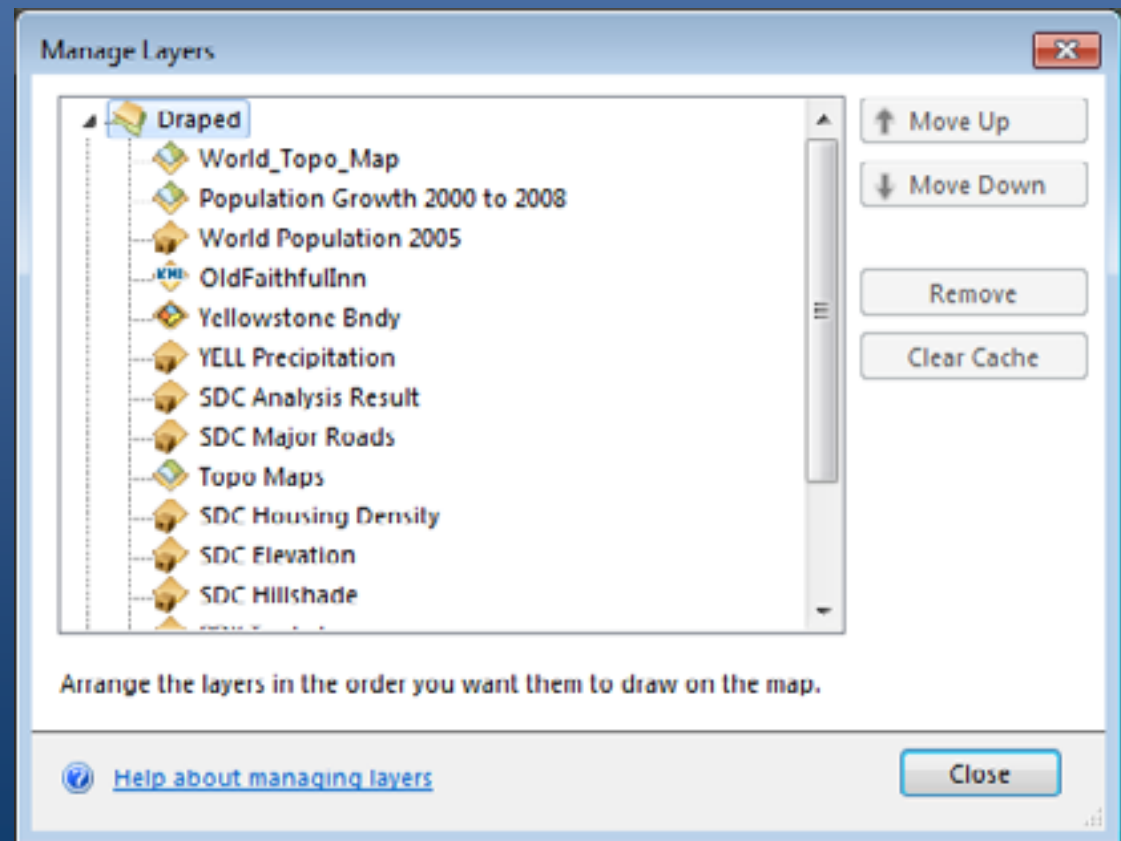 Manage Layers
Draped
Move Up
World_Topo_Map
Move Down
Population Growth 2000 to 2008
World Population 2005
KML OldFaithfulInn
Remove
Yellowstone Bndy
YELL Precipitation
Clear Cache
SDC Analysis Result
SDC Major Roads
Topo Maps
SDC Housing Density
SDC Elevation
SDC Hillshade
Arrange the layers in the order you want them to draw on the map.
Help about managing layers
Close